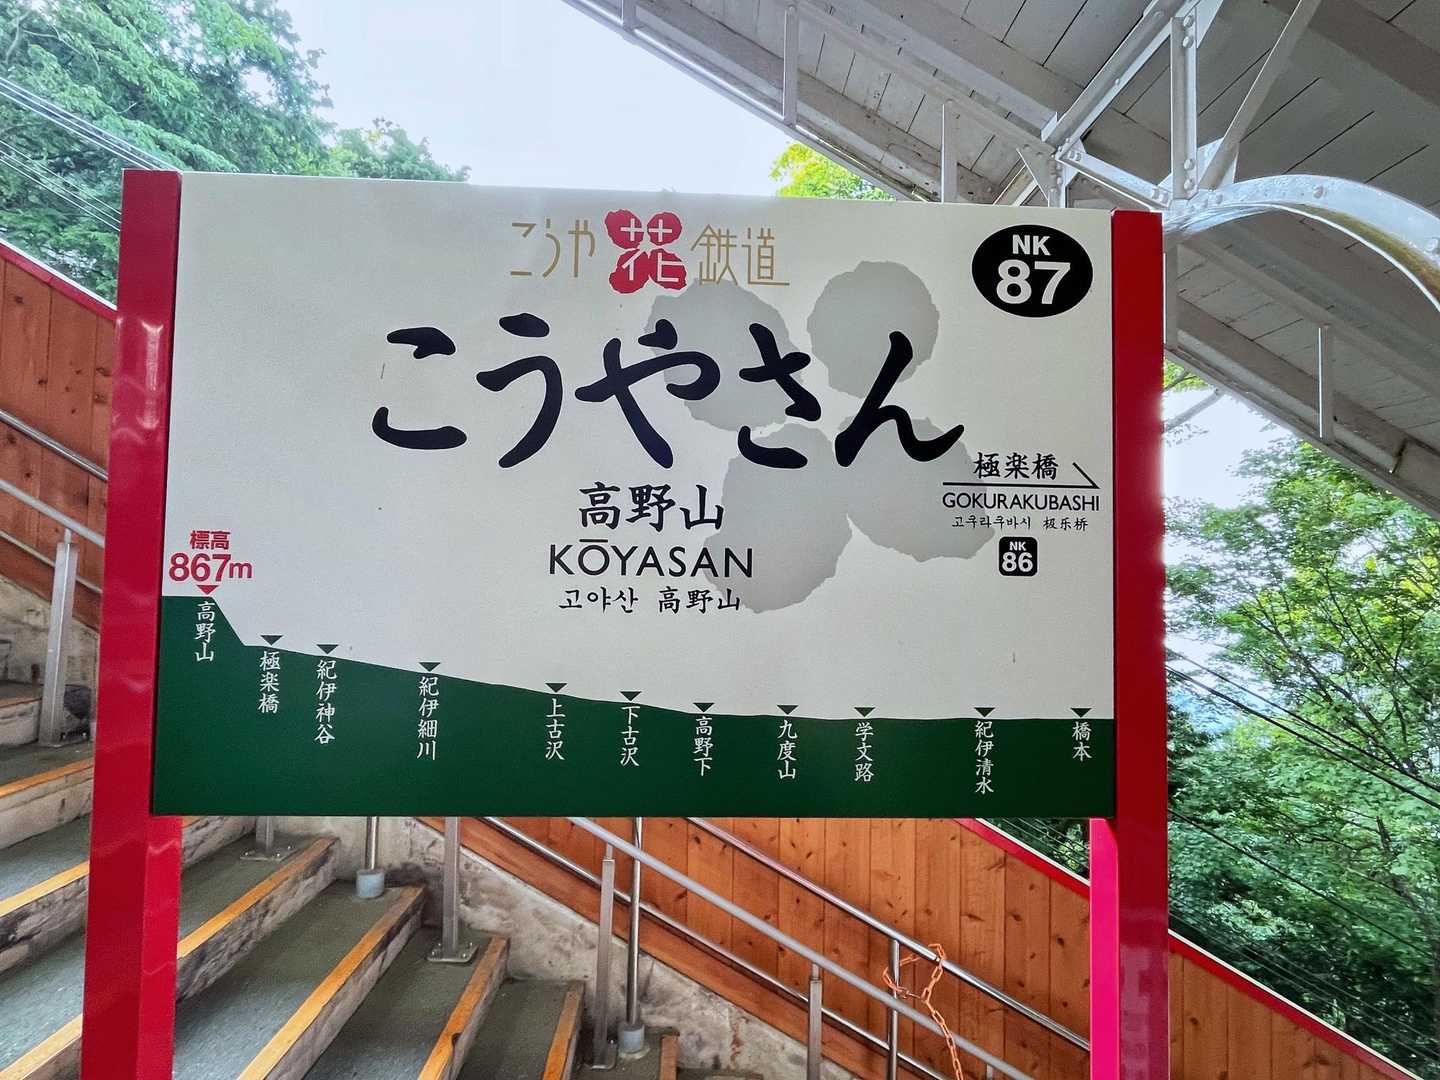 こうや花鉄道
NK
87
こうやさん
高野山
KŌYASAN
고야산 高野山
極楽橋
GOKURAKUBASHI
고쿠라쿠바시 极乐桥
NK
86
標高
867m
高野山
極楽橋
紀伊神谷
紀伊細川
上古沢
下古沢
高野下
九度山
学文路
紀伊清水
橋本